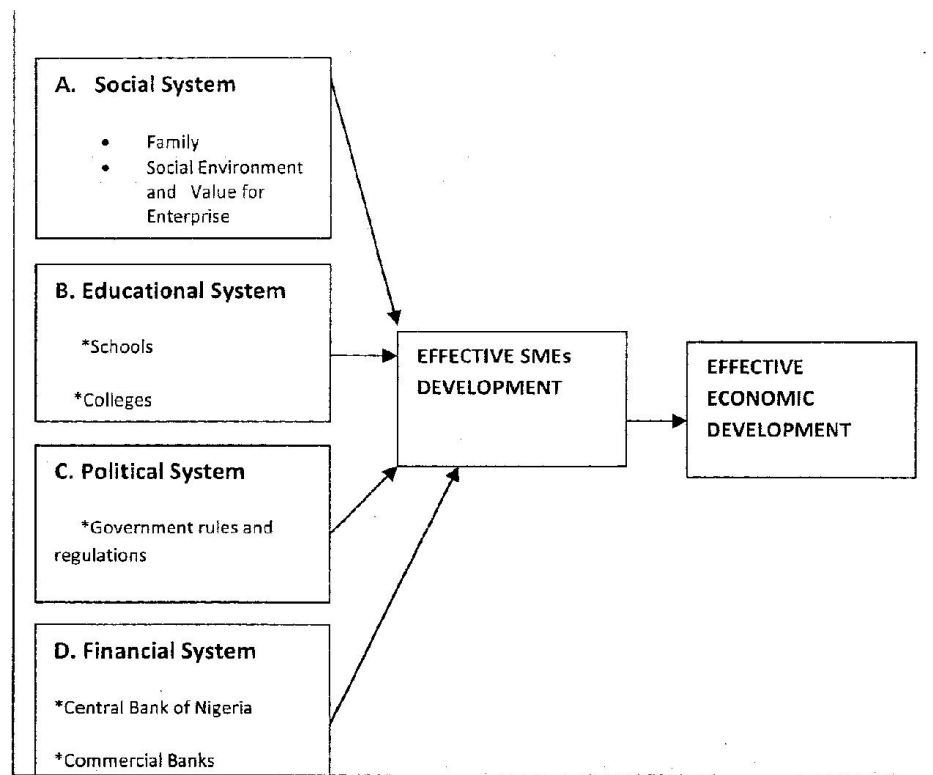 A. Social System
• Family
• Social Environment
and Value for
Enterprise
B. Educational System
*Schools
*Colleges
C. Political System
*Government rules and
regulations
D. Financial System
*Central Bank of Nigeria
*Commercial Banks
EFFECTIVE SMEs
DEVELOPMENT
EFFECTIVE
ECONOMIC
DEVELOPMENT